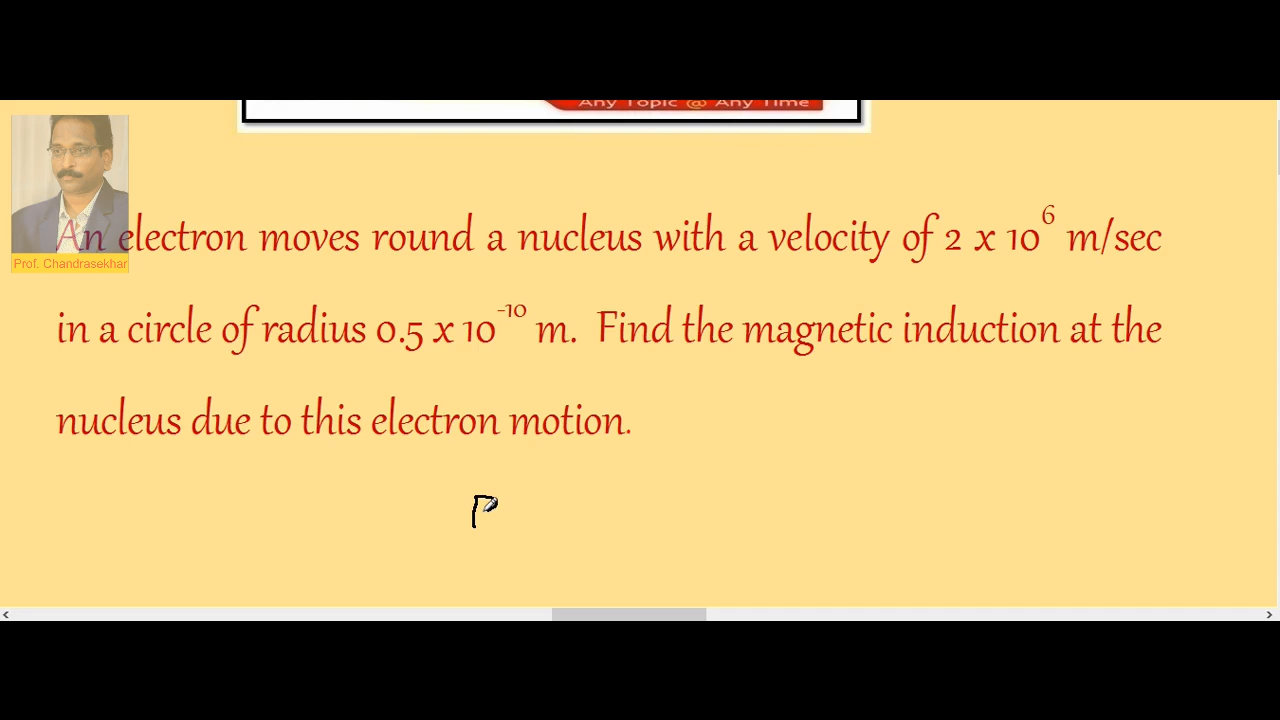 Any Topic @ Any Time
An electron moves round a nucleus with a velocity of 2 x 10⁶ m/sec
Prof. Chandrasekhar
in a circle of radius 0.5 x 10⁻¹⁰ m. Find the magnetic induction at the
nucleus due to this electron motion.